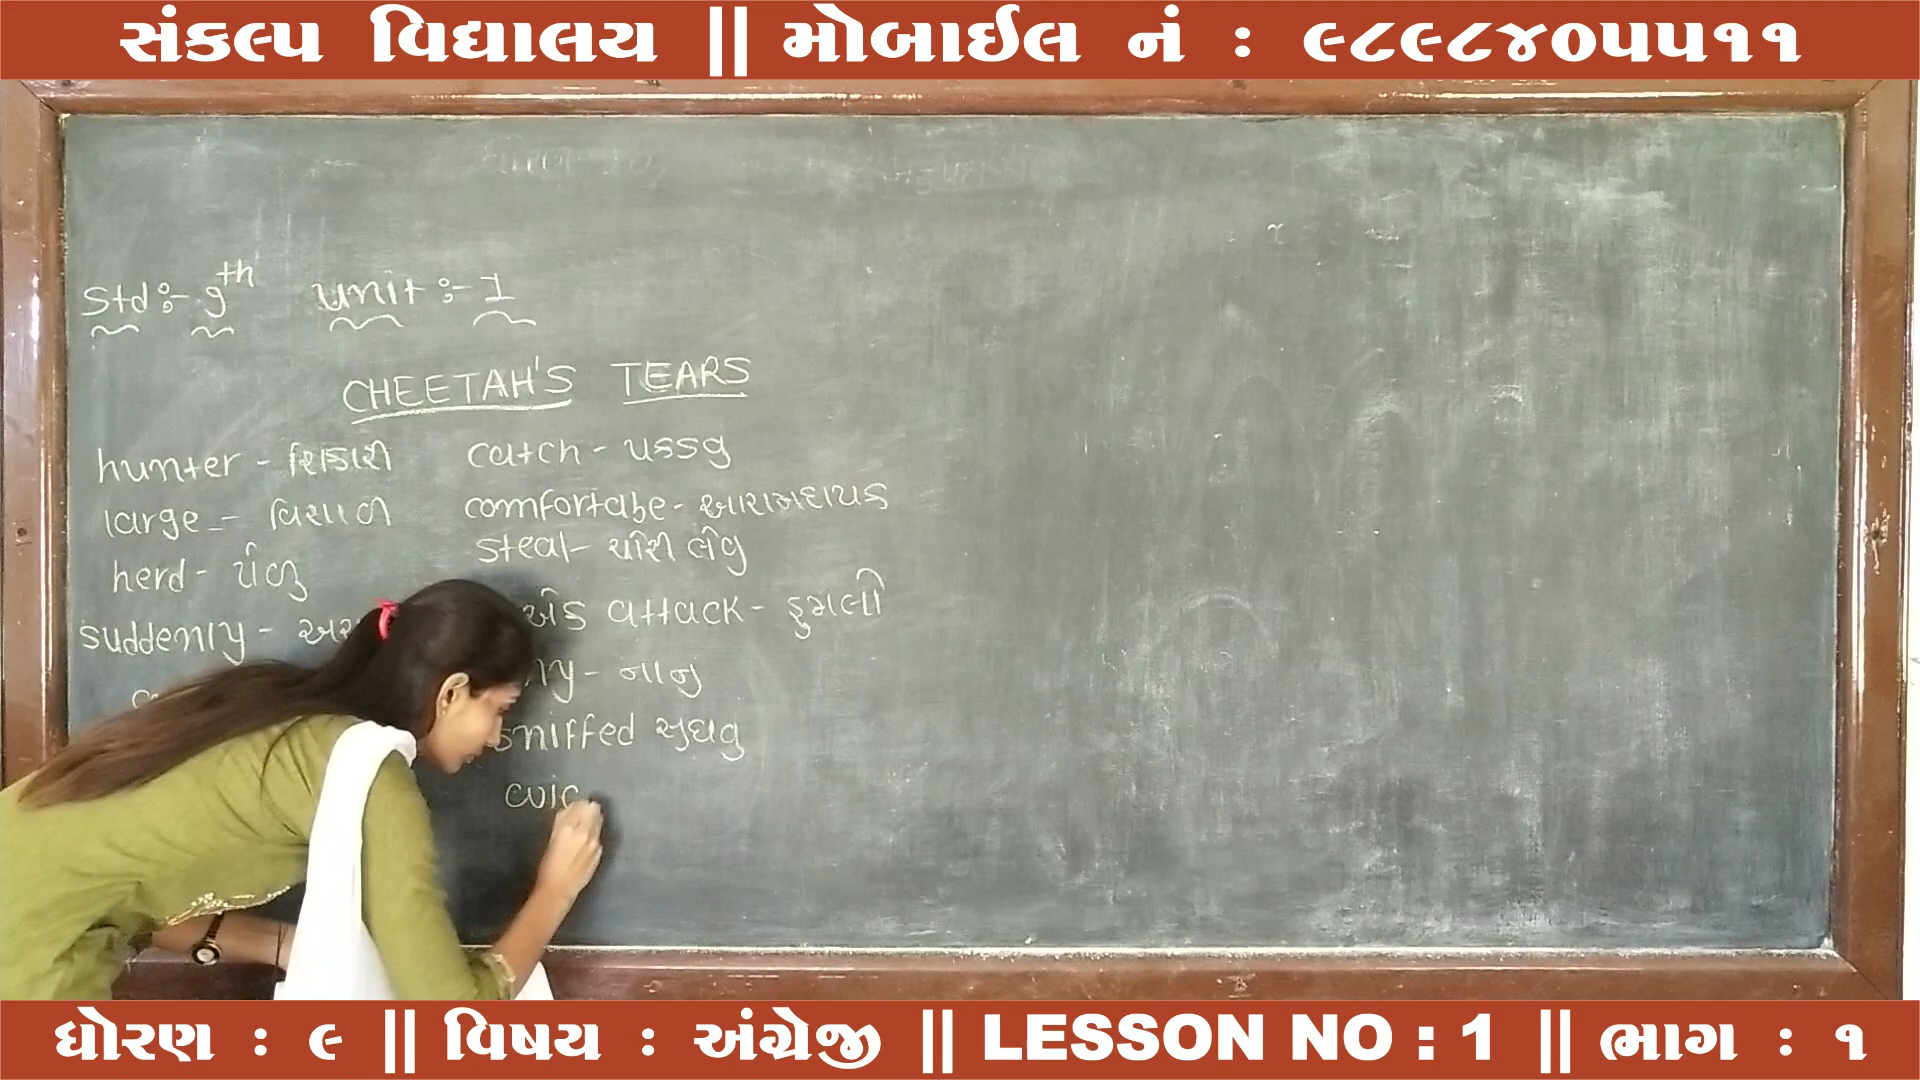 સંકલ્પ વિદ્યાલય || મોબાઈલ નં : ૯૮૯૮૪૦૫૫૧૧
Std:- 9th Unit :- 1
CHEETAH'S TEARS
hunter - શિકારી
large - વિશાળ
herd -
suddenly -
catch - પકડવુ
comfortabe - આરામદાયક
steal - ચોરી લેવુ
attack - હુમલો
- નાનુ
sniffed સુઘવુ
ધોરણ : ૯ || વિષય : અંગ્રેજી || LESSON NO : 1 || ભાગ : ૧